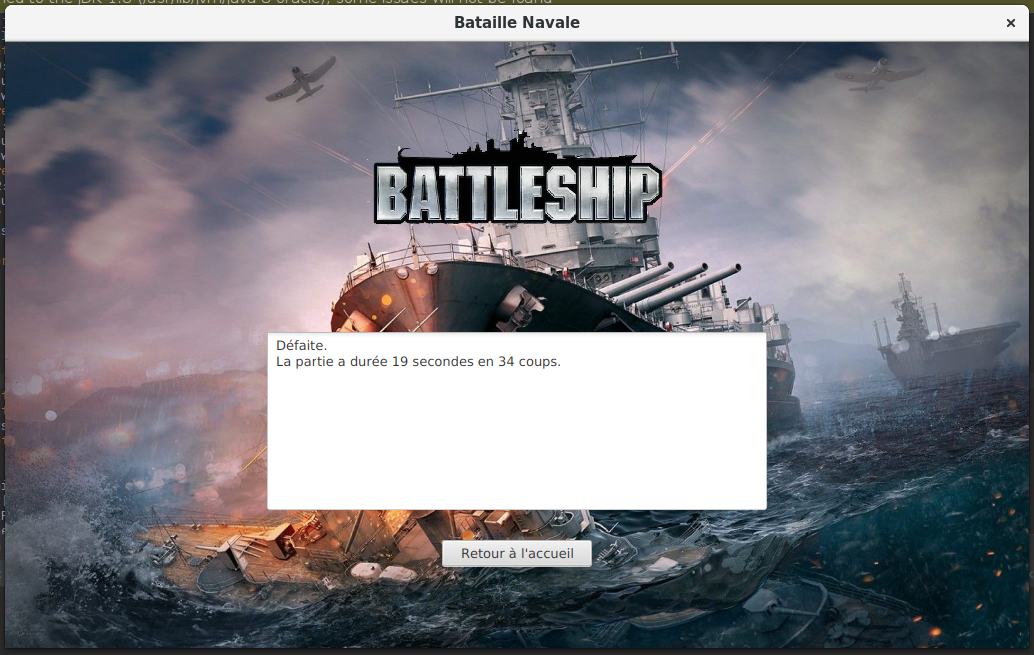 Bataille Navale
BATTLESHIP
Défaite.
La partie a durée 19 secondes en 34 coups.
Retour à l'accueil